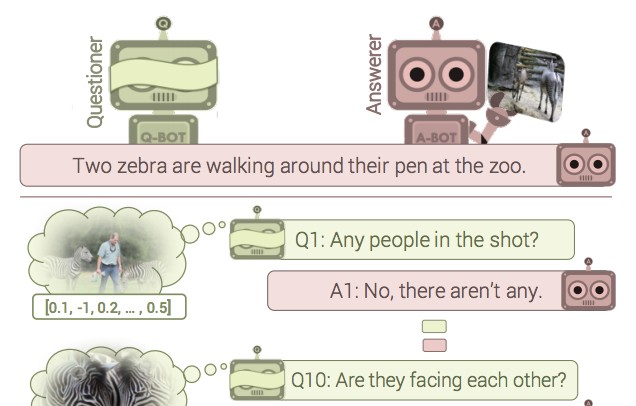 Q
A
Questioner
Answerer
Q-BOT
A-BOT
A
Two zebra are walking around their pen at the zoo.
Q
Q1: Any people in the shot?
[0.1, -1, 0.2, ... , 0.5]
A
A1: No, there aren't any.
Q
Q10: Are they facing each other?
A